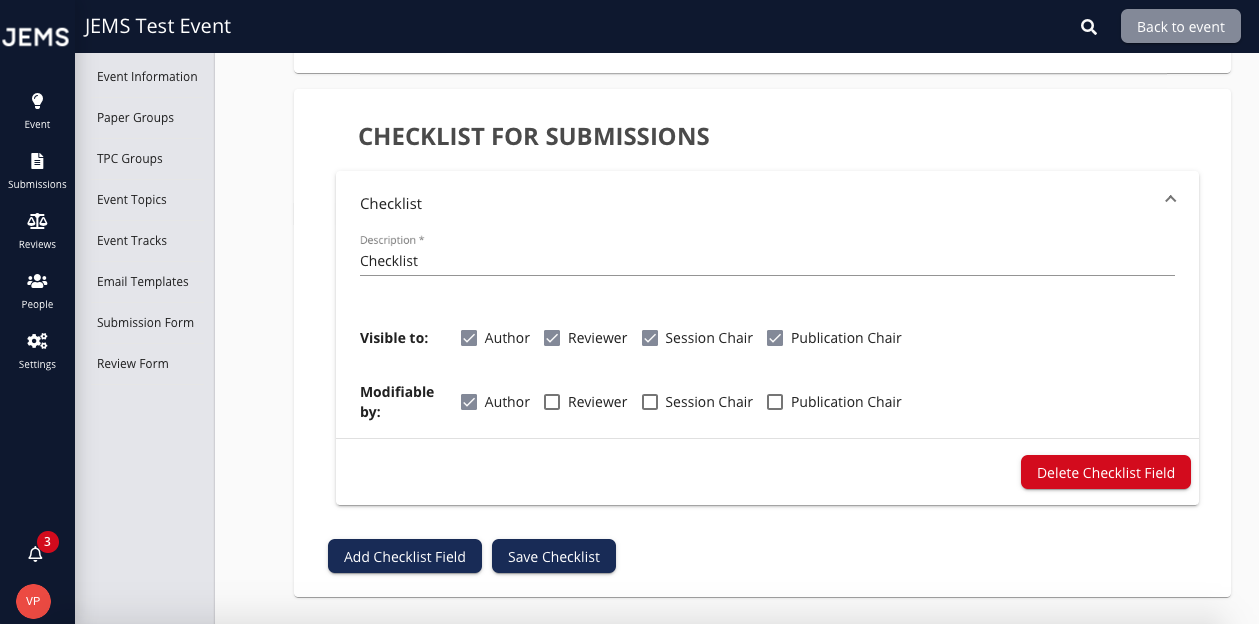 JEMS
JEMS Test Event
Back to event
Event
Submissions
Reviews
People
Settings
3
VP
Event Information
Paper Groups
TPC Groups
Event Topics
Event Tracks
Email Templates
Submission Form
Review Form
CHECKLIST FOR SUBMISSIONS
Checklist
Description *
Checklist
Visible to: Author Reviewer Session Chair Publication Chair
Modifiable
by: Author Reviewer Session Chair Publication Chair
Delete Checklist Field
Add Checklist Field Save Checklist